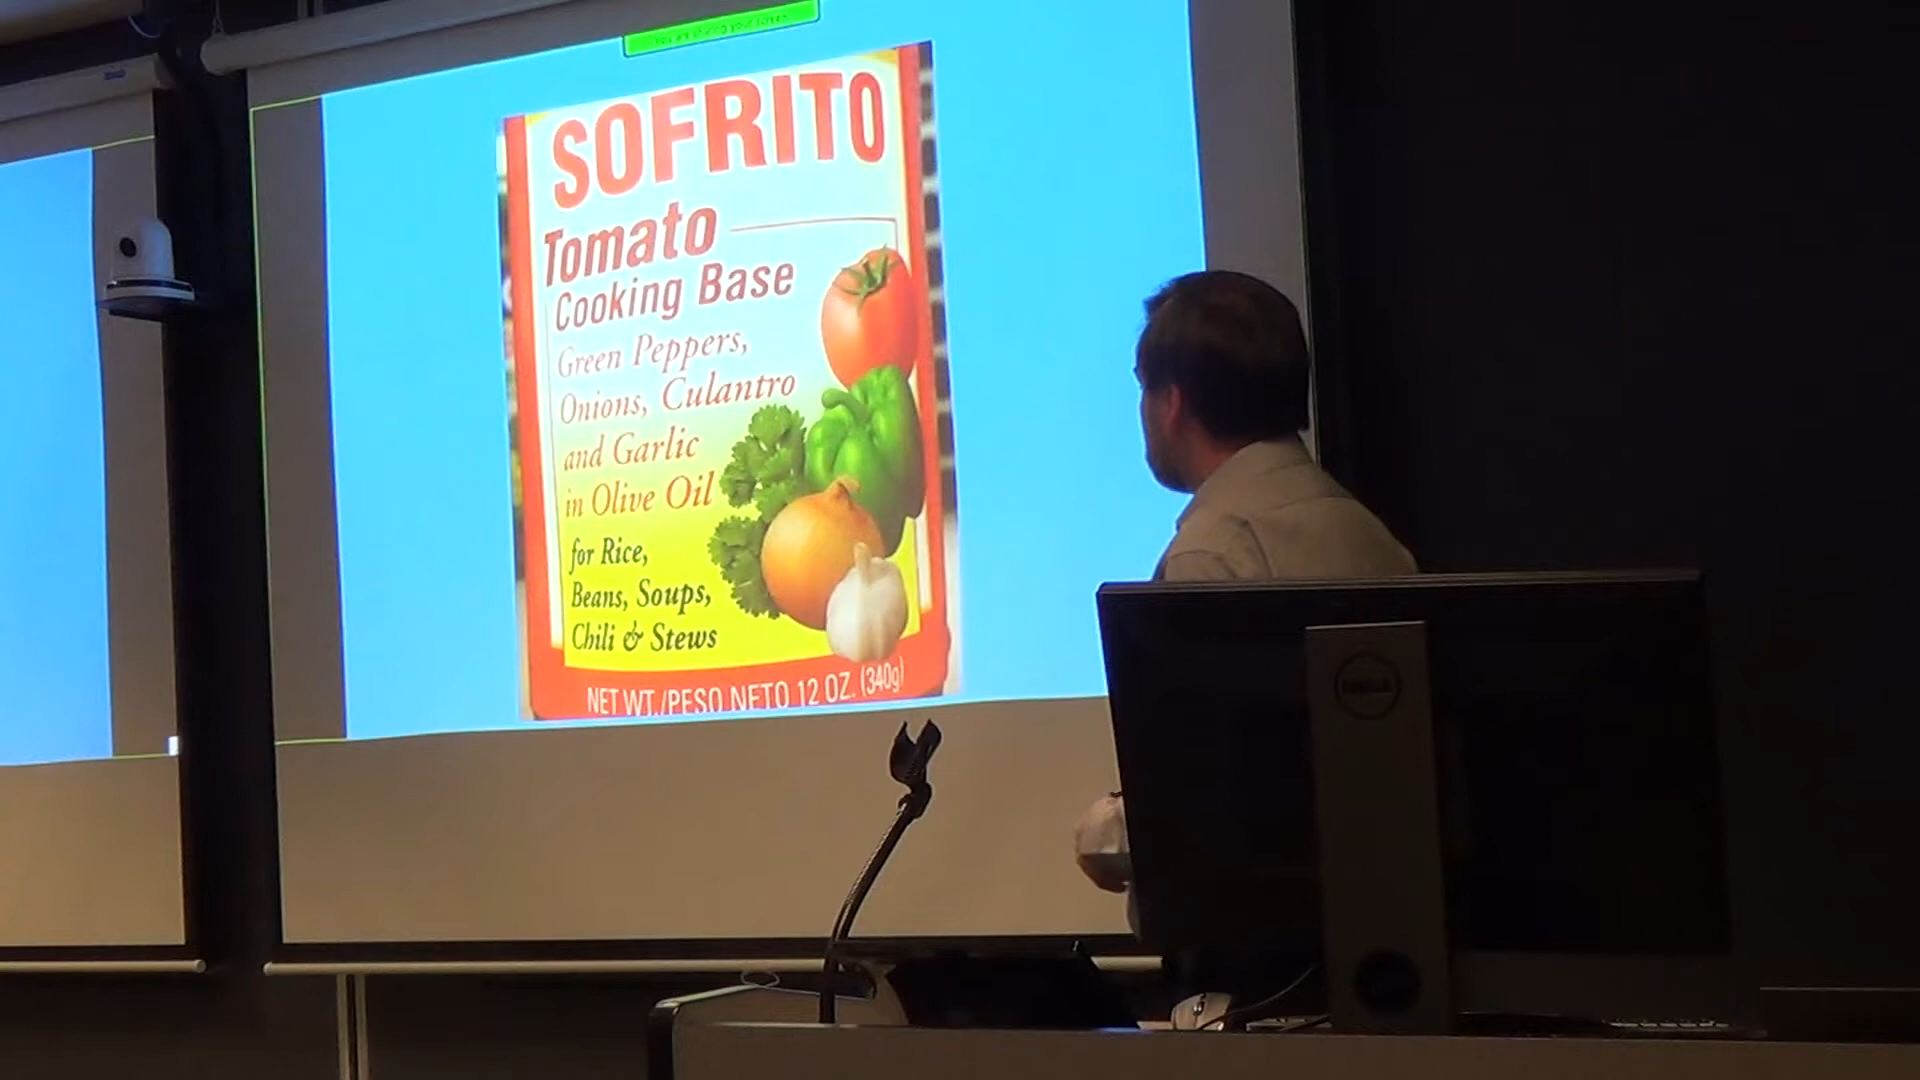 SOFRITO
Tomato
Cooking Base
Green Peppers,
Onions, Culantro
and Garlic
in Olive Oil
for Rice,
Beans, Soups,
Chili & Stews
NET WT./PESO NETO 12 OZ. (340g)
DELL